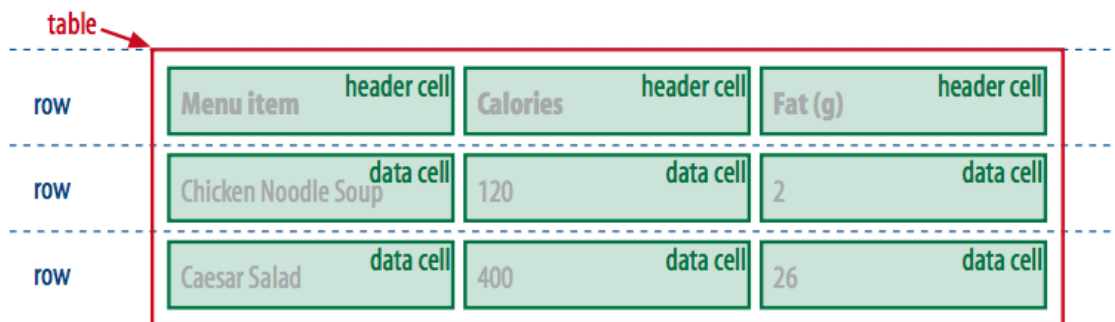 table
row
Menu item header cell Calories header cell Fat (g) header cell
row
Chicken Noodle Soup data cell 120 data cell 2 data cell
row
Caesar Salad data cell 400 data cell 26 data cell